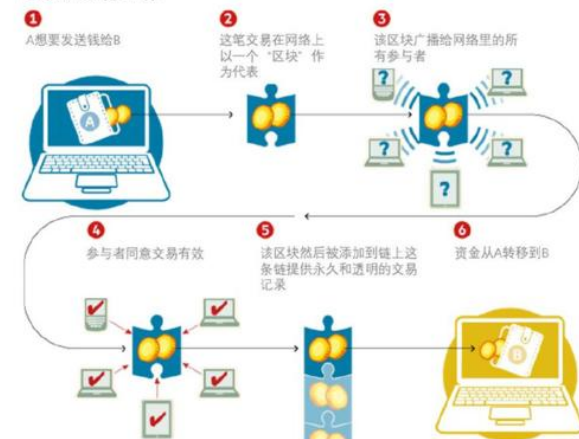 1
A想要发送钱给B
2
这笔交易在网络上
以一个“区块”作
为代表
3
该区块广播给网络里的所
有参与者
A
?
?
?
?
?
4
参与者同意交易有效
5
该区块然后被添加到链上这
条链提供永久和透明的交易
记录
6
资金从A转移到B
B